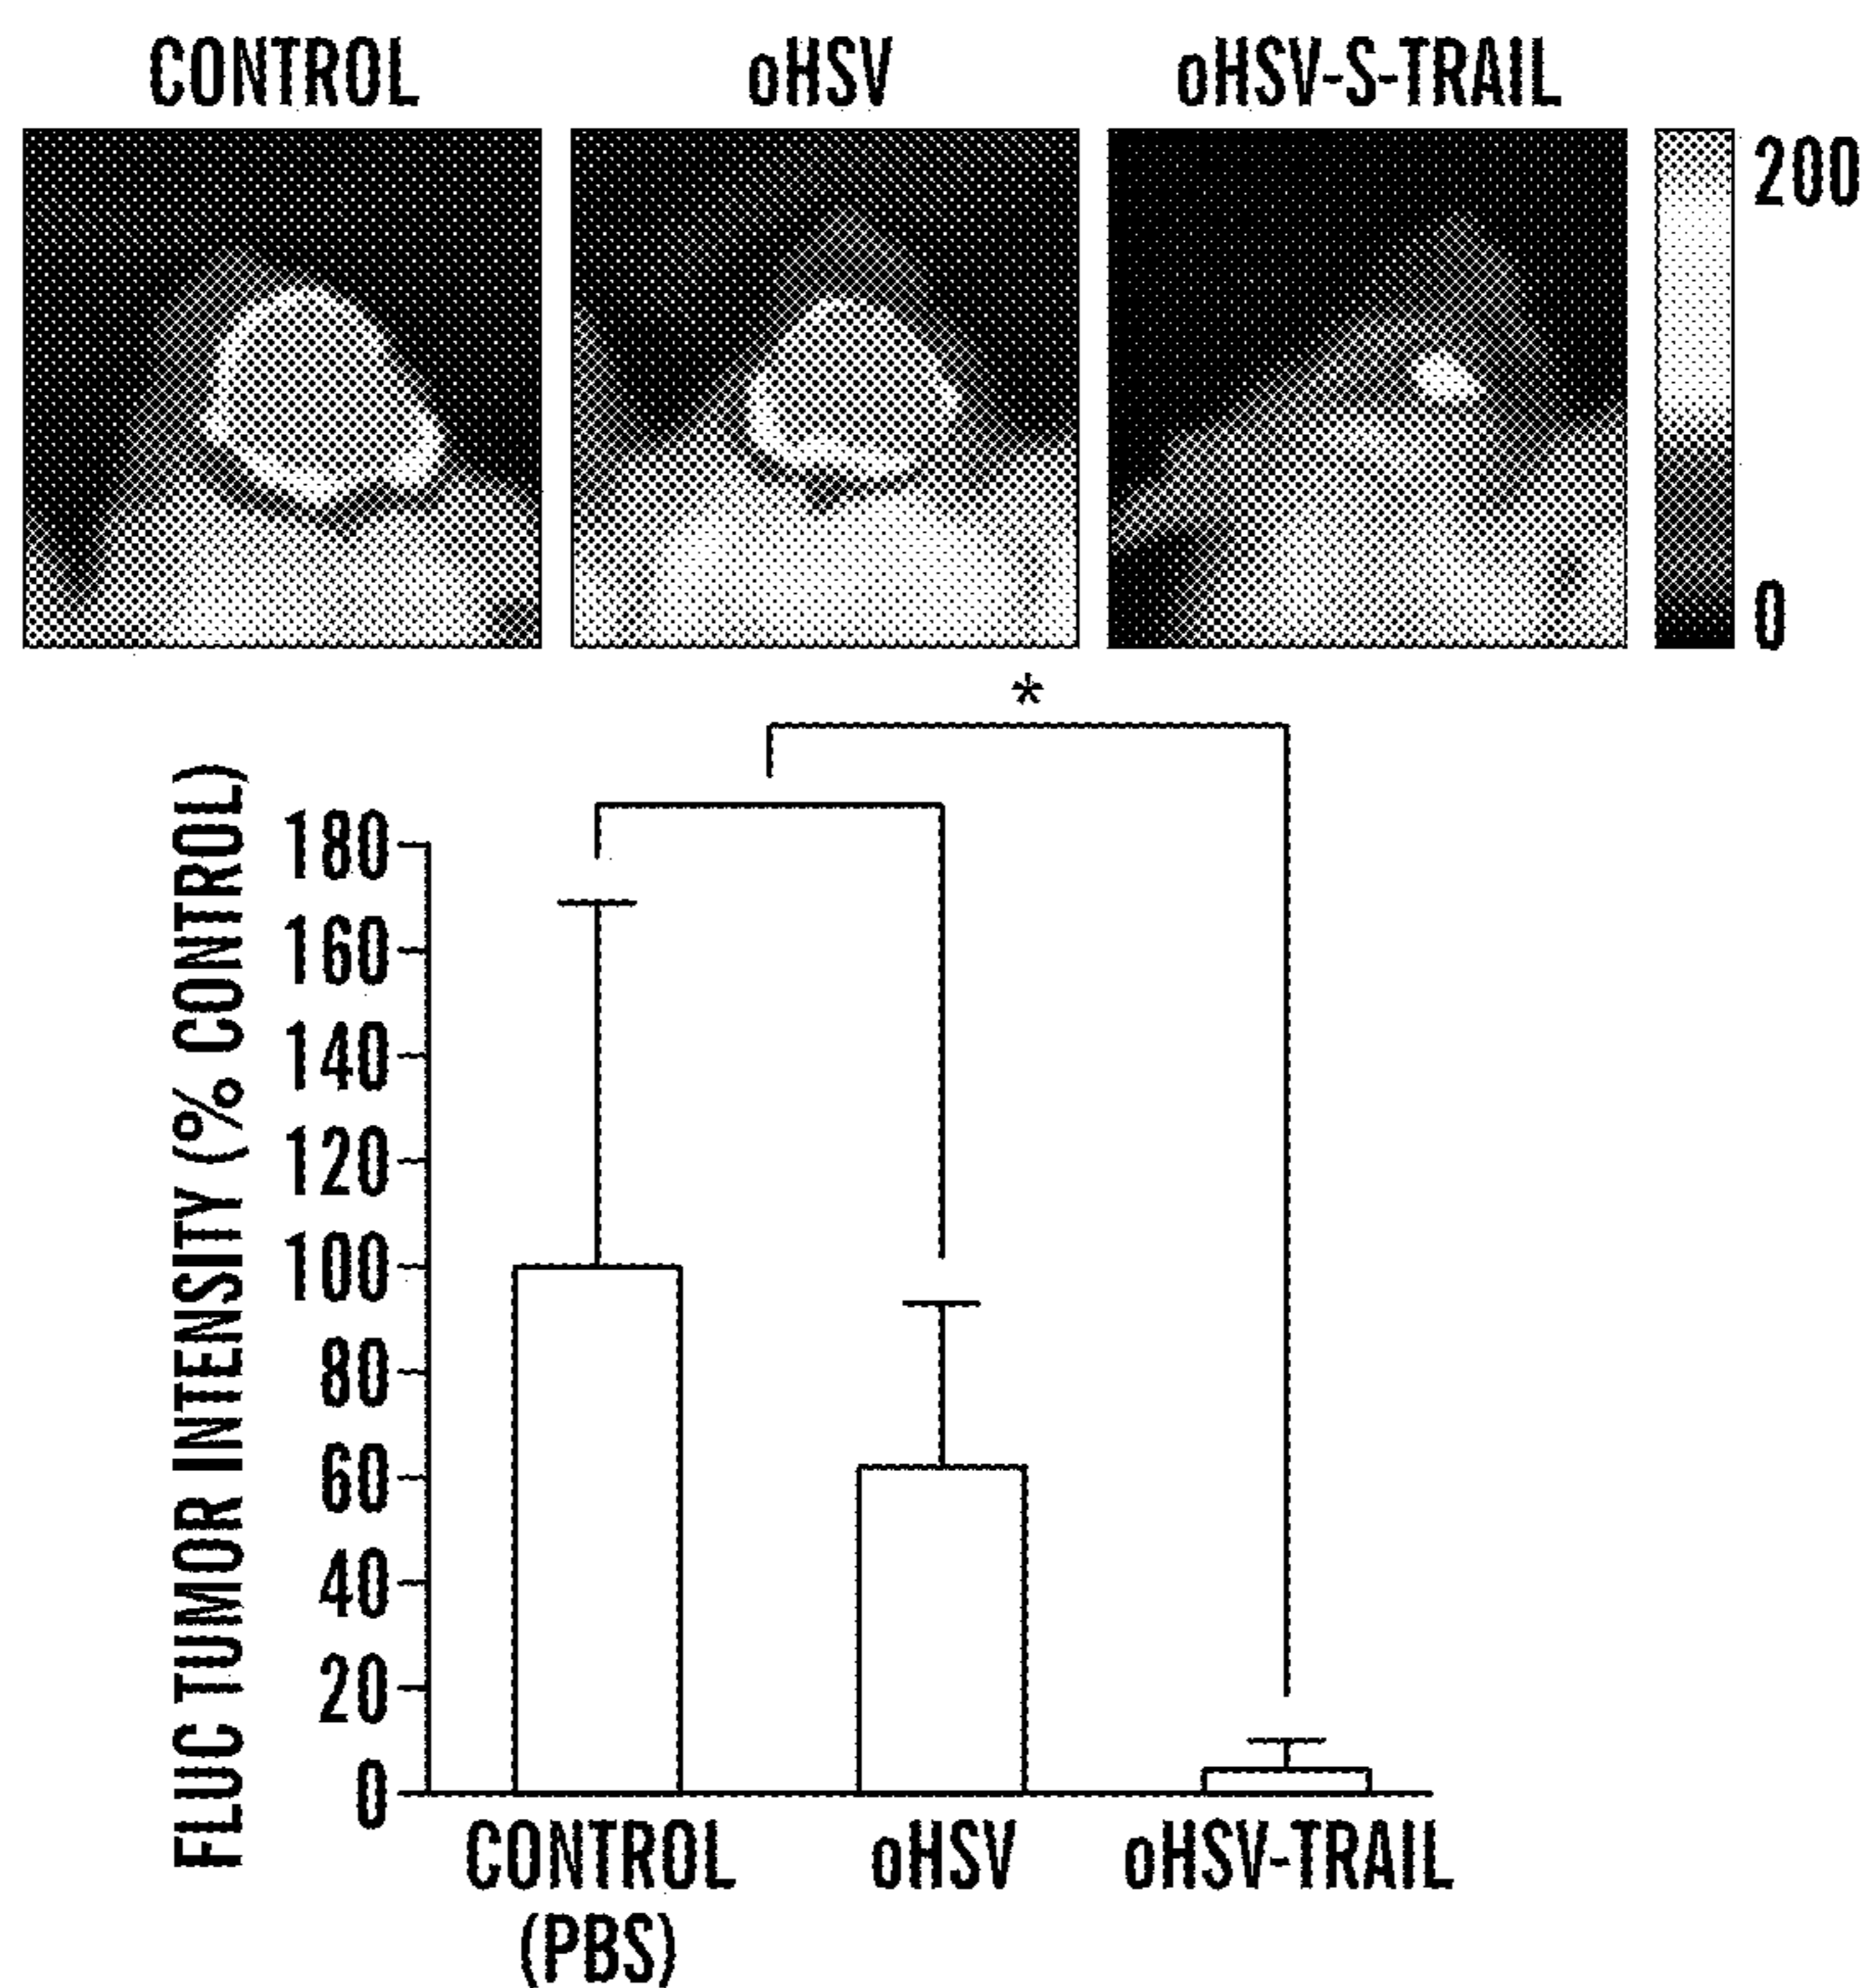 CONTROL
oHSV
oHSV-S-TRAIL
200
0
*
FLUC TUMOR INTENSITY (% CONTROL)
180
160
140
120
100
80
60
40
20
0
CONTROL
(PBS)
oHSV
oHSV-TRAIL